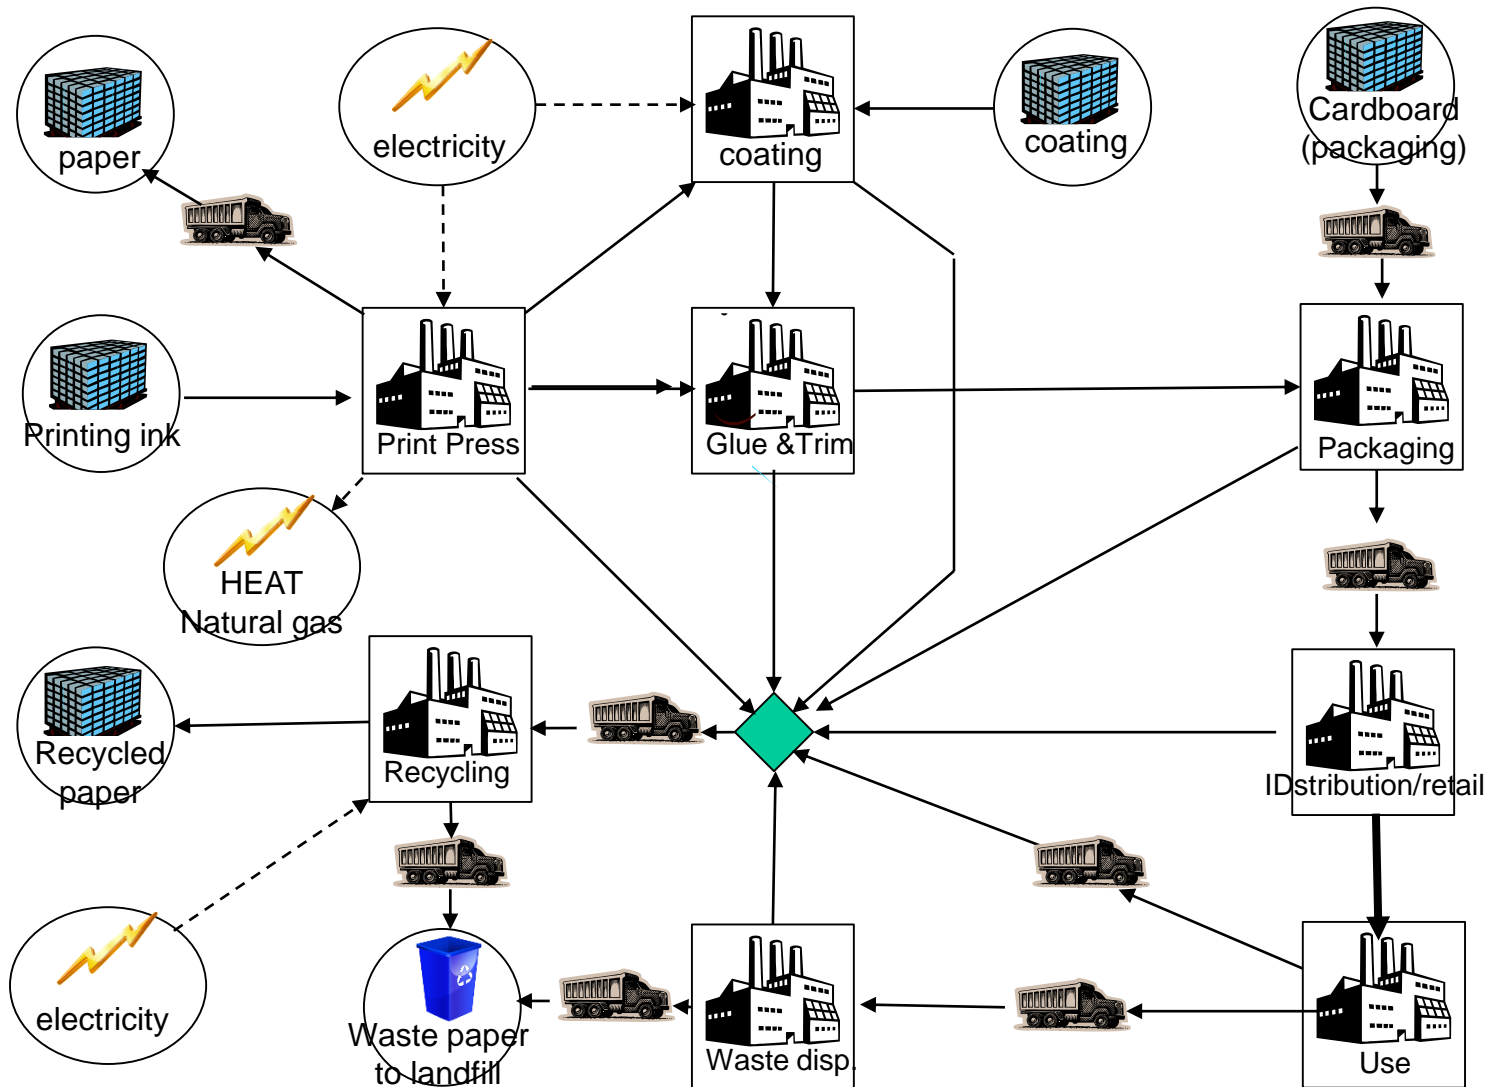 paper
electricity
coating
coating
Cardboard
(packaging)
Printing ink
Print Press
Glue &Trim
Packaging
HEAT
Natural gas
Recycled
paper
Recycling
IDstribution/retail
electricity
Waste paper
to landfill
Waste disp.
Use